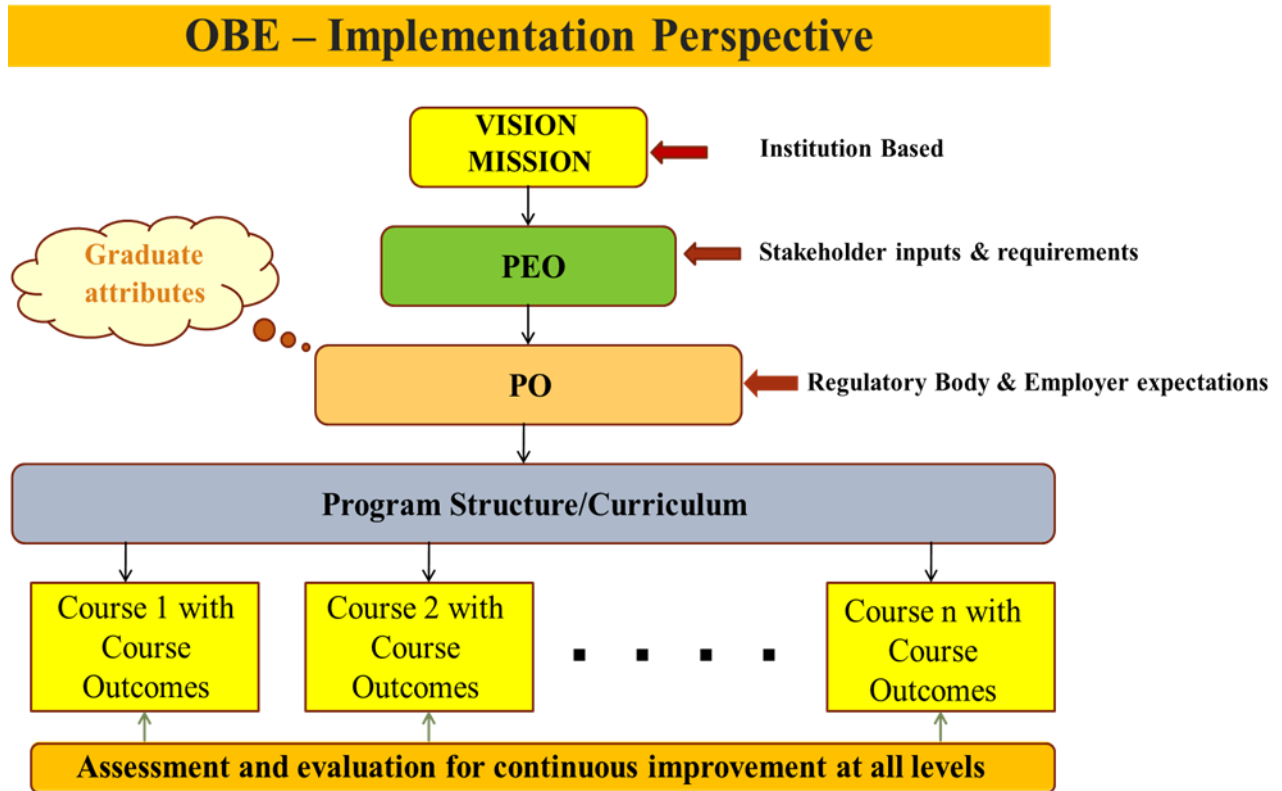 OBE – Implementation Perspective
VISION
MISSION
Institution Based
PEO
Stakeholder inputs & requirements
Graduate
attributes
PO
Regulatory Body & Employer expectations
Program Structure/Curriculum
Course 1 with
Course
Outcomes
Course 2 with
Course
Outcomes
Course n with
Course
Outcomes
Assessment and evaluation for continuous improvement at all levels